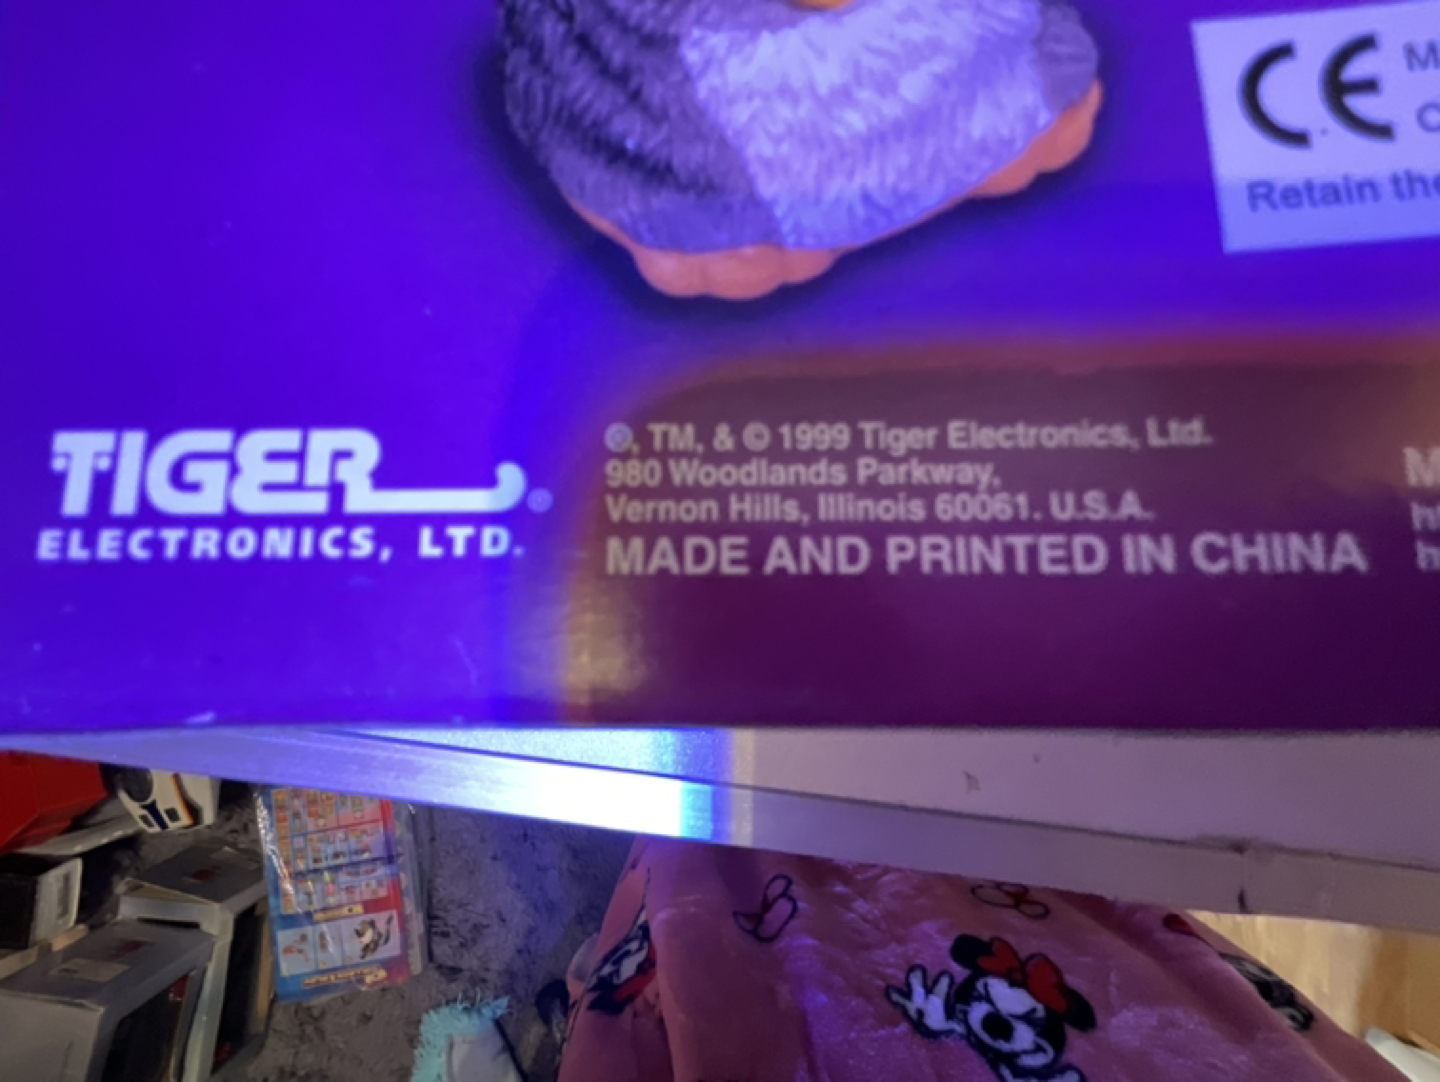 CE M
Retain the
TIGER®
ELECTRONICS, LTD.
®, TM, & © 1999 Tiger Electronics, Ltd.
980 Woodlands Parkway,
Vernon Hills, Illinois 60061. U.S.A.
MADE AND PRINTED IN CHINA